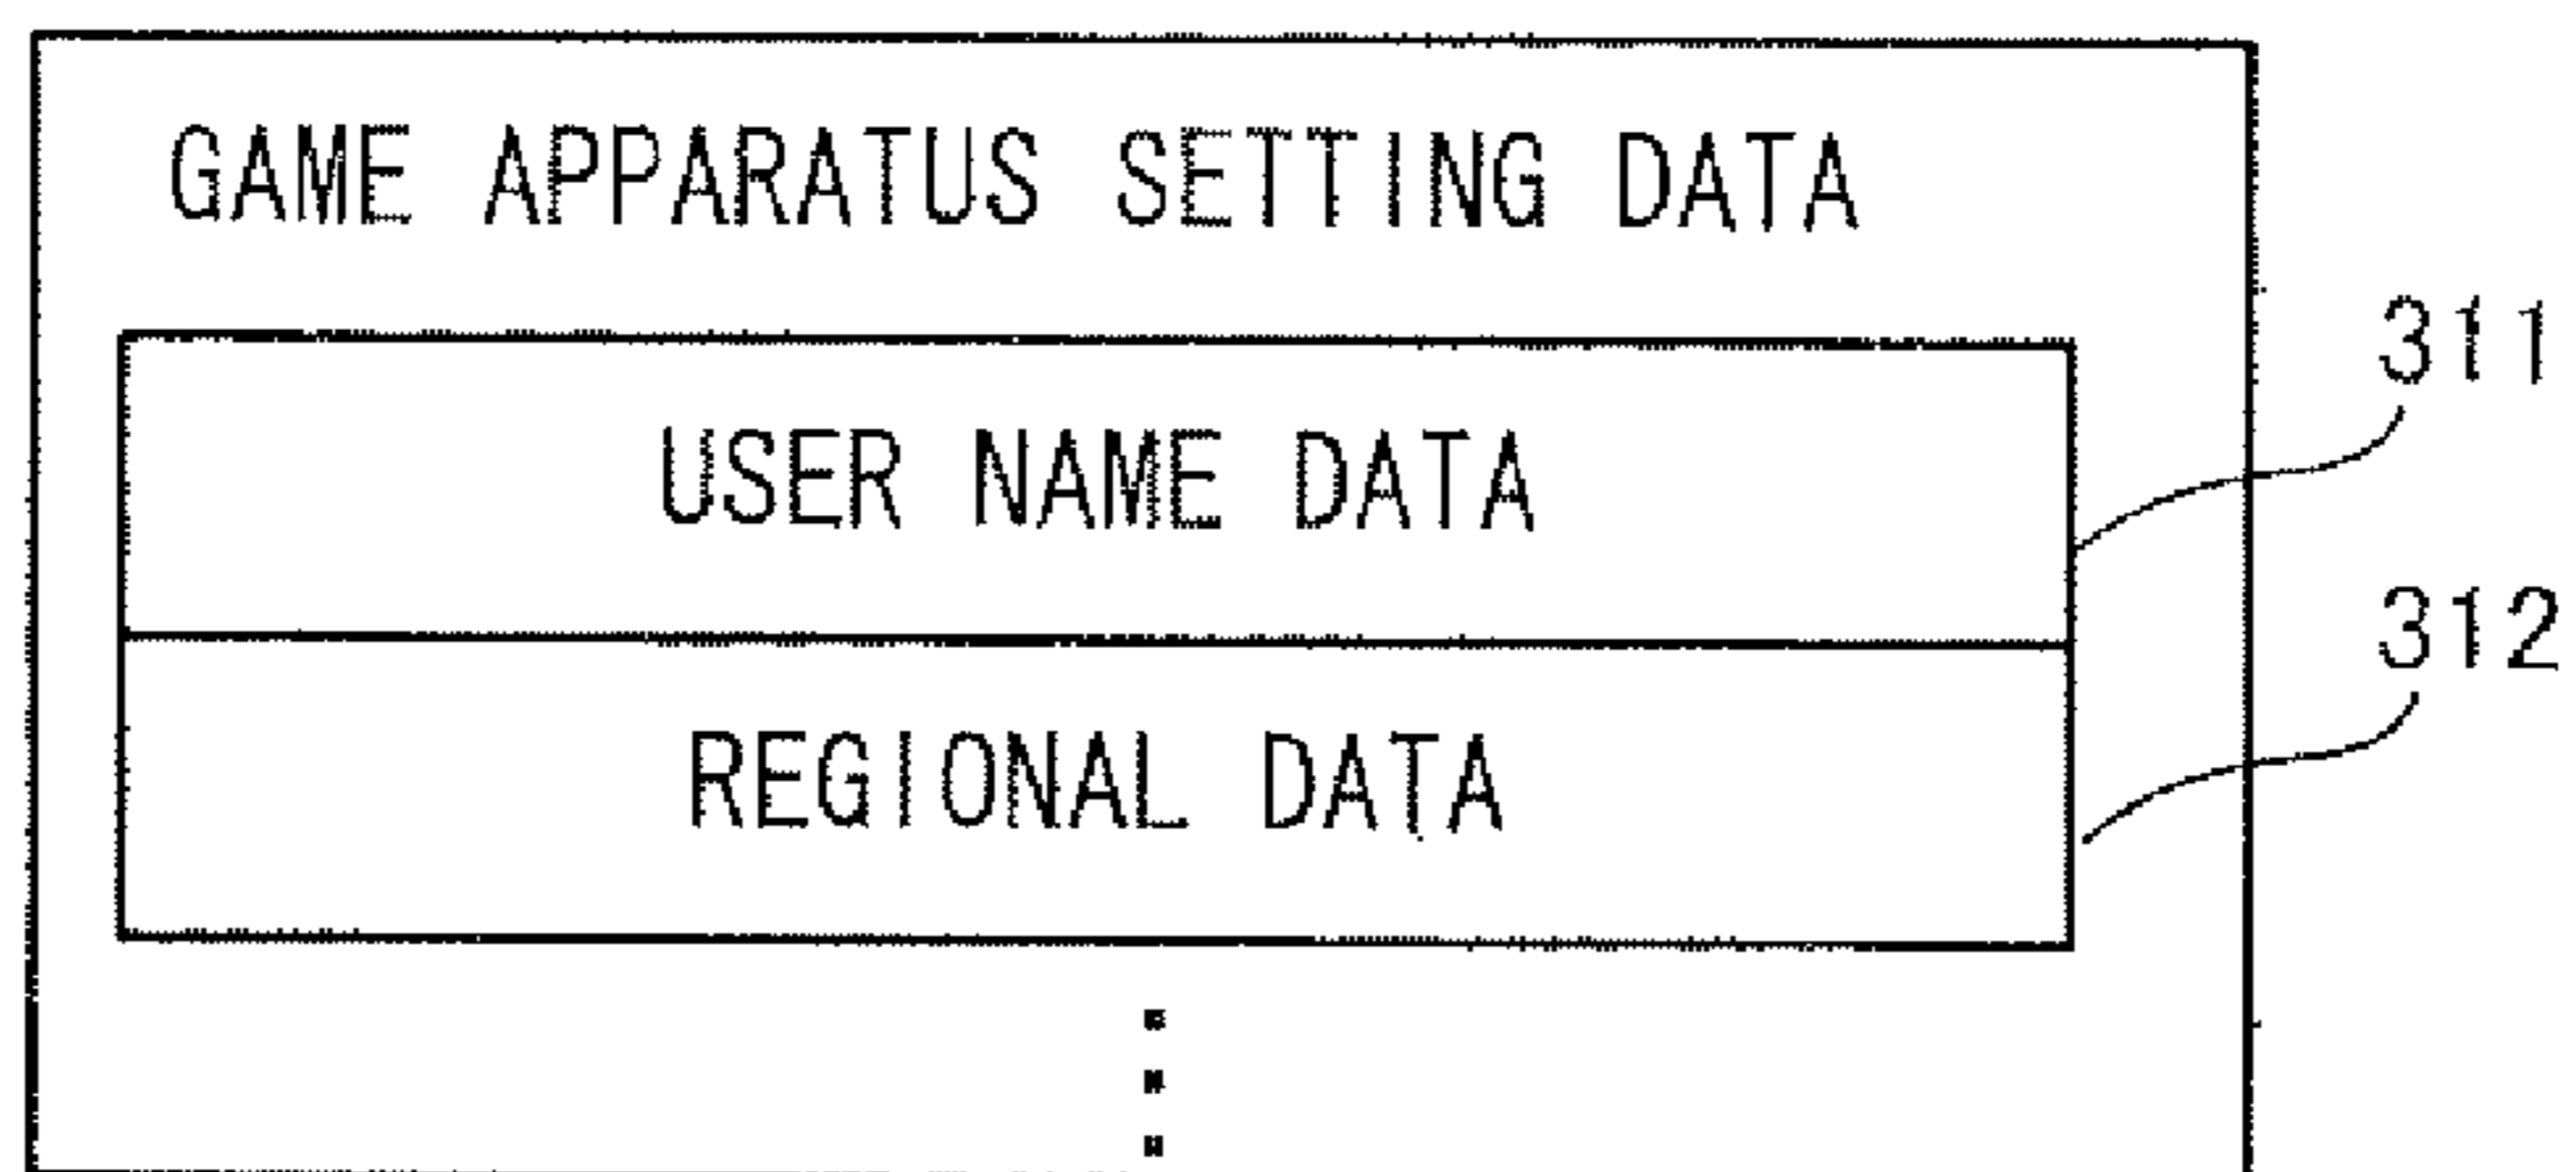 GAME APPARATUS SETTING DATA
311
USER NAME DATA
312
REGIONAL DATA